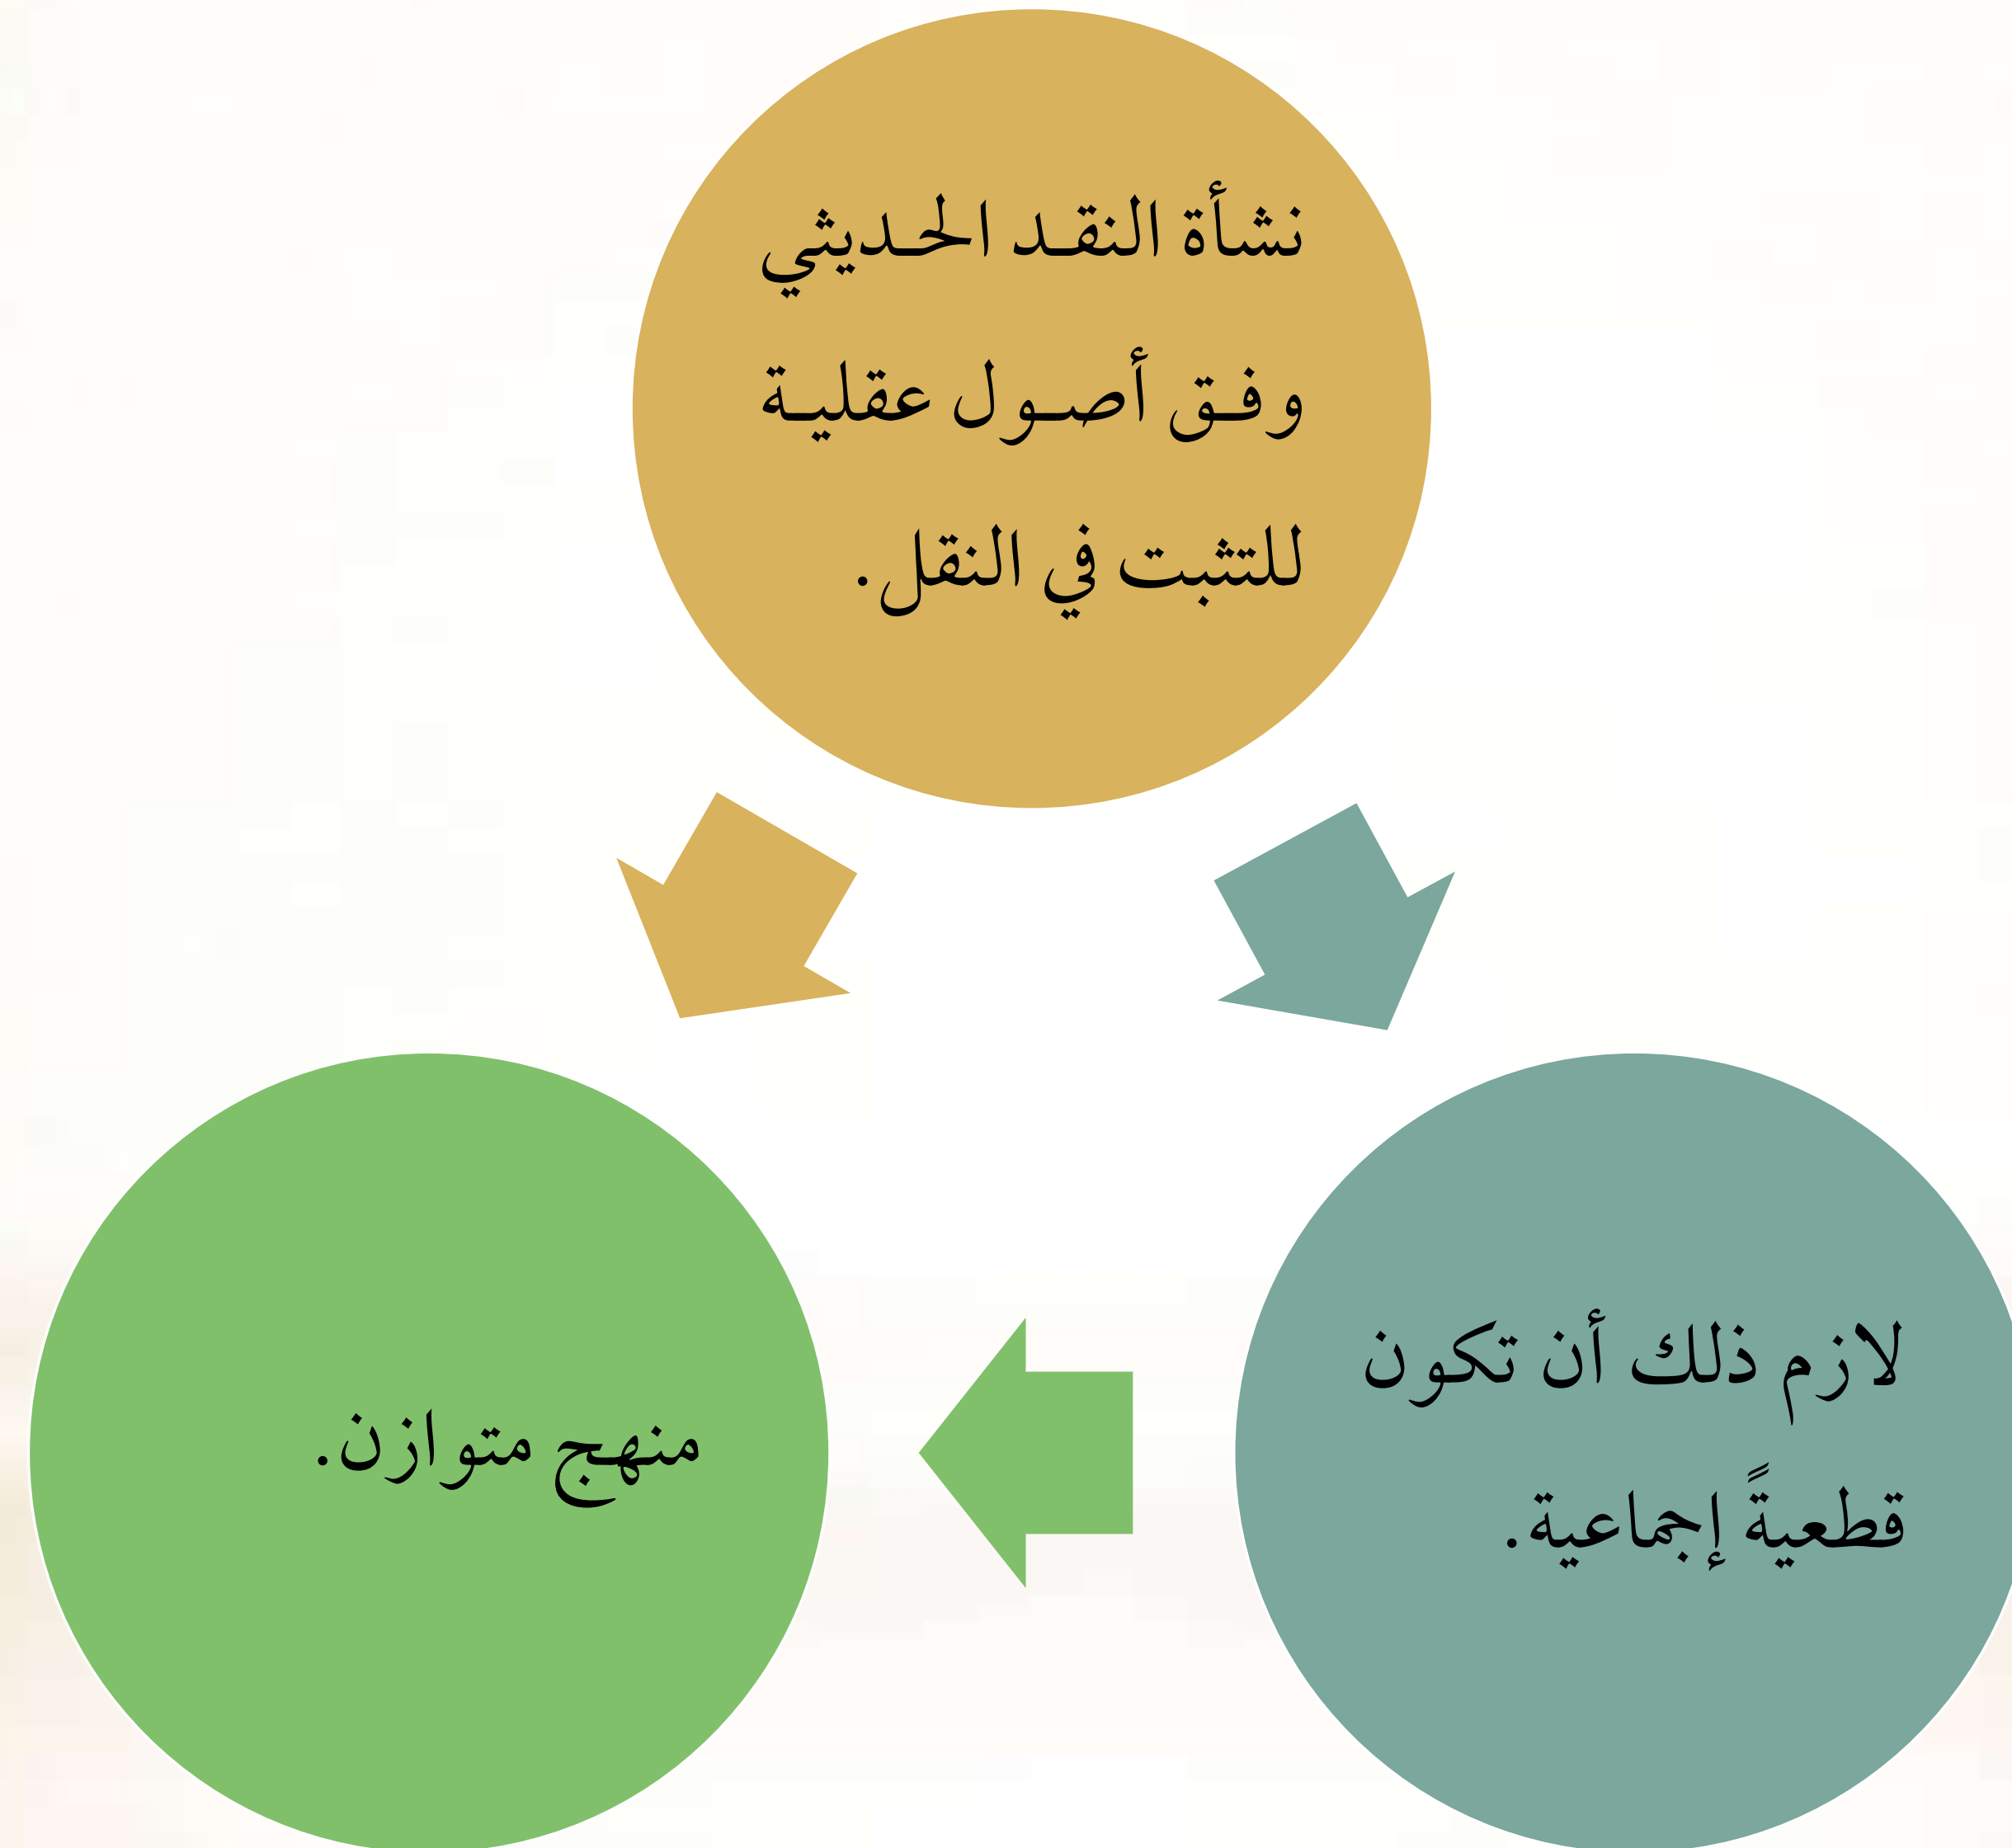 نشأة النقد الحديثي
وفق أصول عقلية
للتثبت في النقل.
لازم ذلك أن تكون
قطعيةً إجماعية.
منهج متوازن.